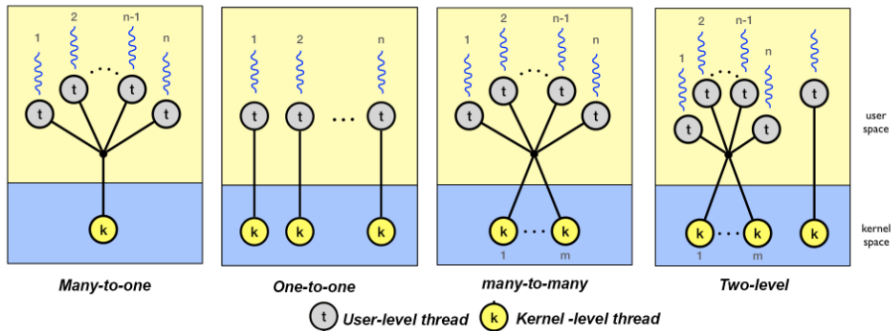 1 2 n-1 n
t t t t
k
Many-to-one
1 2 n
t t ... t
k k k
One-to-one
1 2 n-1 n
t t t t
k k
1 m
many-to-many
1 2 n-1 n
t t t t t
k k k
1 m
Two-level
user
space
kernel
space
t User-level thread
k Kernel -level thread